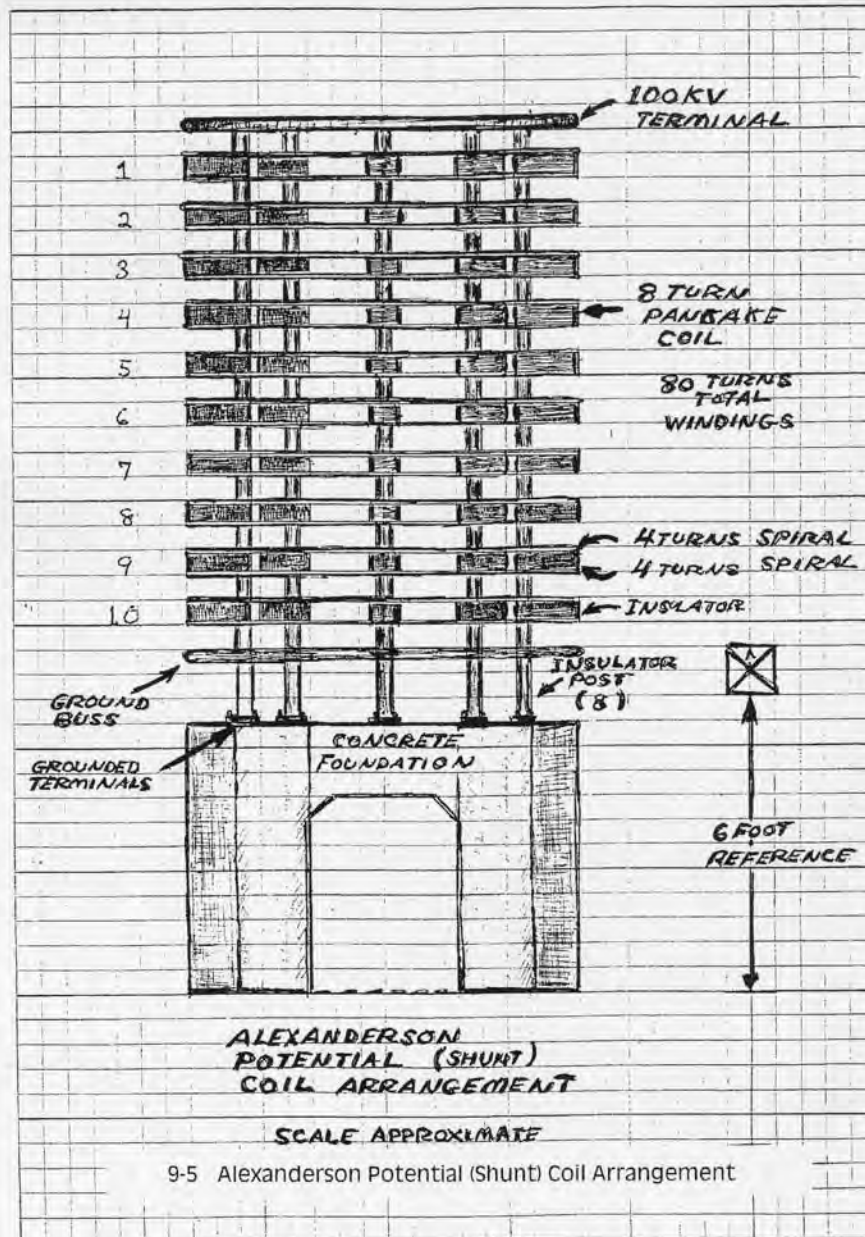 100KV
TERMINAL
1
2
3
4
5
6
7
8
9
10
8 TURN
PANCAKE
COIL
80 TURNS
TOTAL
WINDINGS
4 TURNS SPIRAL
4 TURNS SPIRAL
INSULATOR
INSULATOR
POST
(8)
GROUND
BUSS
GROUNDED
TERMINALS
CONCRETE
FOUNDATION
6 FOOT
REFERENCE
ALEXANDERSON
POTENTIAL (SHUNT)
COIL ARRANGEMENT
SCALE APPROXIMATE
9-5 Alexanderson Potential (Shunt) Coil Arrangement